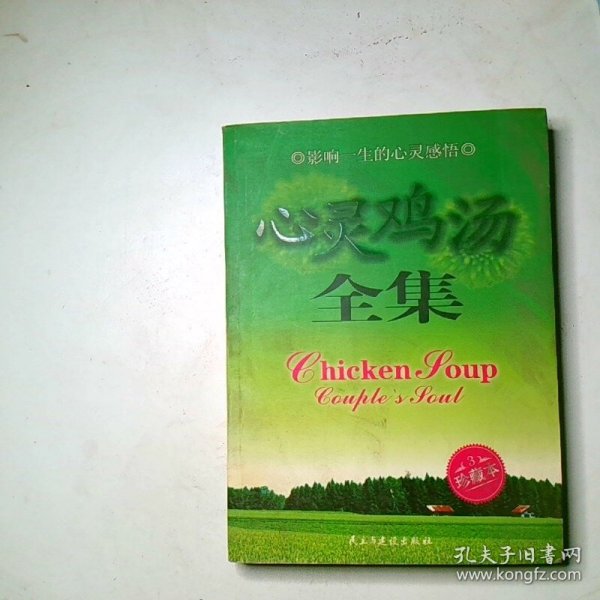 ◎影响一生的心灵感悟◎
心灵鸡汤
全集
Chicken Soup
Couple's Soul
3
珍藏本
民主与建设出版社
孔夫子旧书网
www.kongfz.com